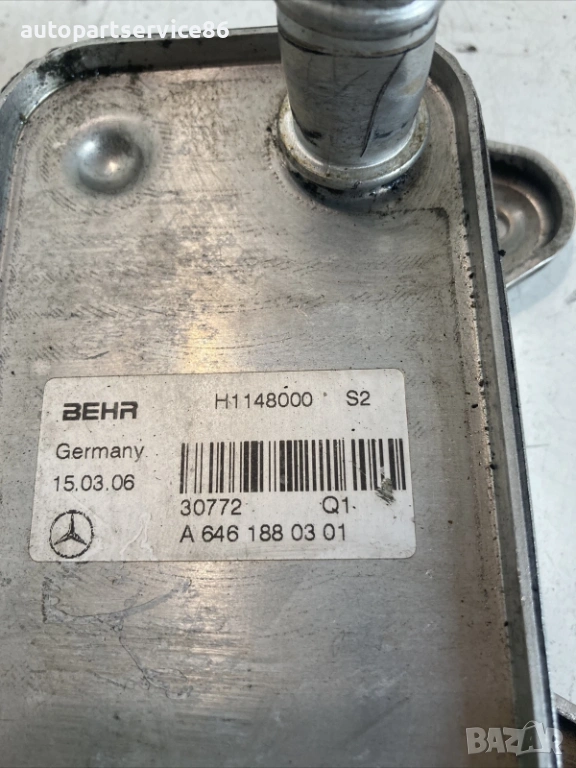 autopartservice86
BEHR H1148000 S2
Germany
15.03.06
30772 Q1
A 646 188 03 01
BAZAR